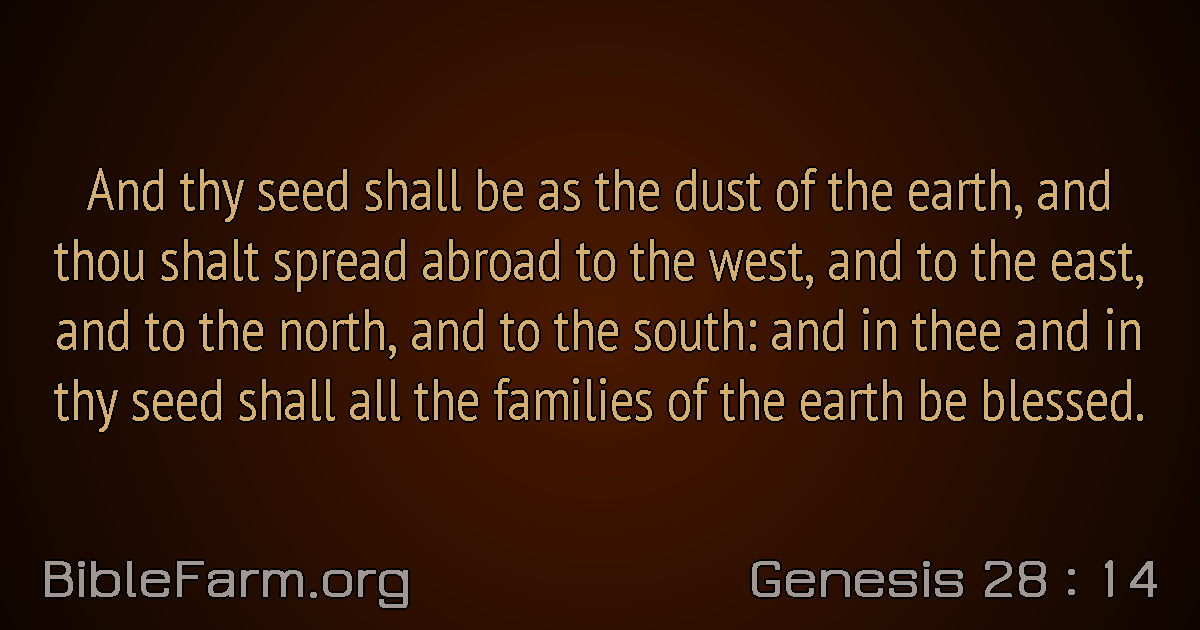 And thy seed shall be as the dust of the earth, and
thou shalt spread abroad to the west, and to the east,
and to the north, and to the south: and in thee and in
thy seed shall all the families of the earth be blessed.
BibleFarm.org
Genesis 28 : 14